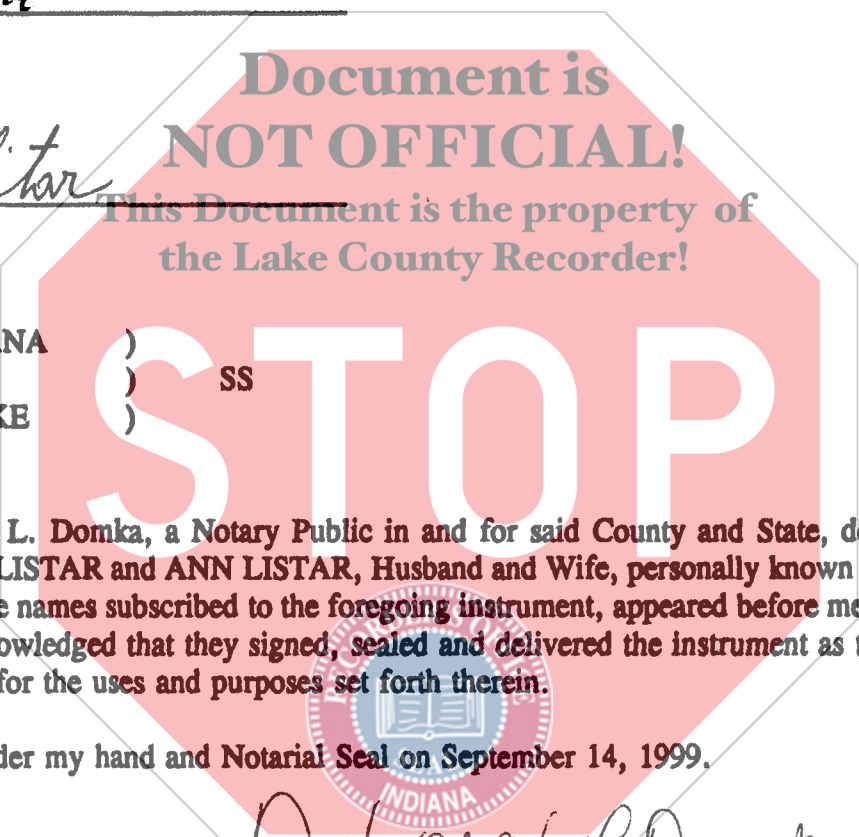 Document is
NOT OFFICIAL!
litar
This Document is the property of
the Lake County Recorder!
NA )
) SS
KE )
STOP
L. Domka, a Notary Public in and for said County and State, d
LISTAR and ANN LISTAR, Husband and Wife, personally known
e names subscribed to the foregoing instrument, appeared before me
owledged that they signed, sealed and delivered the instrument as
for the uses and purposes set forth therein.
der my hand and Notarial Seal on September 14, 1999.
INDIANA